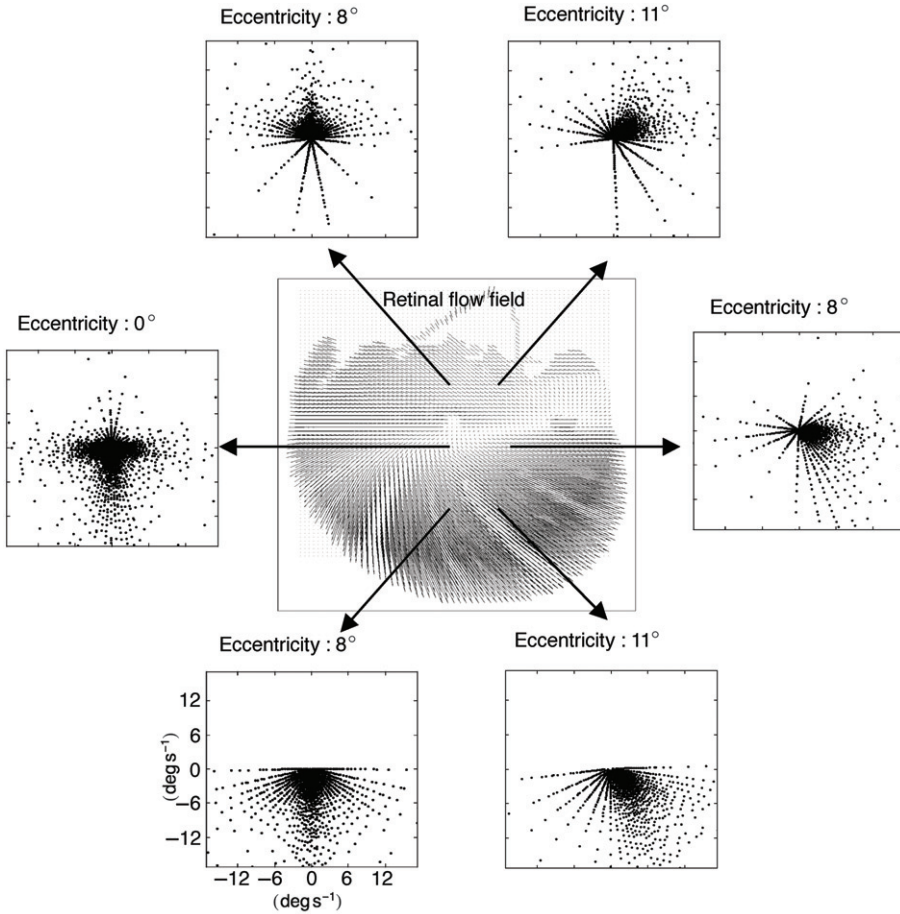 Eccentricity : 8°
Eccentricity : 11°
Retinal flow field
Eccentricity : 0°
Eccentricity : 8°
Eccentricity : 8°
Eccentricity : 11°
12
6
0
−6
−12
(deg s⁻¹)
−12 −6 0 6 12
(deg s⁻¹)